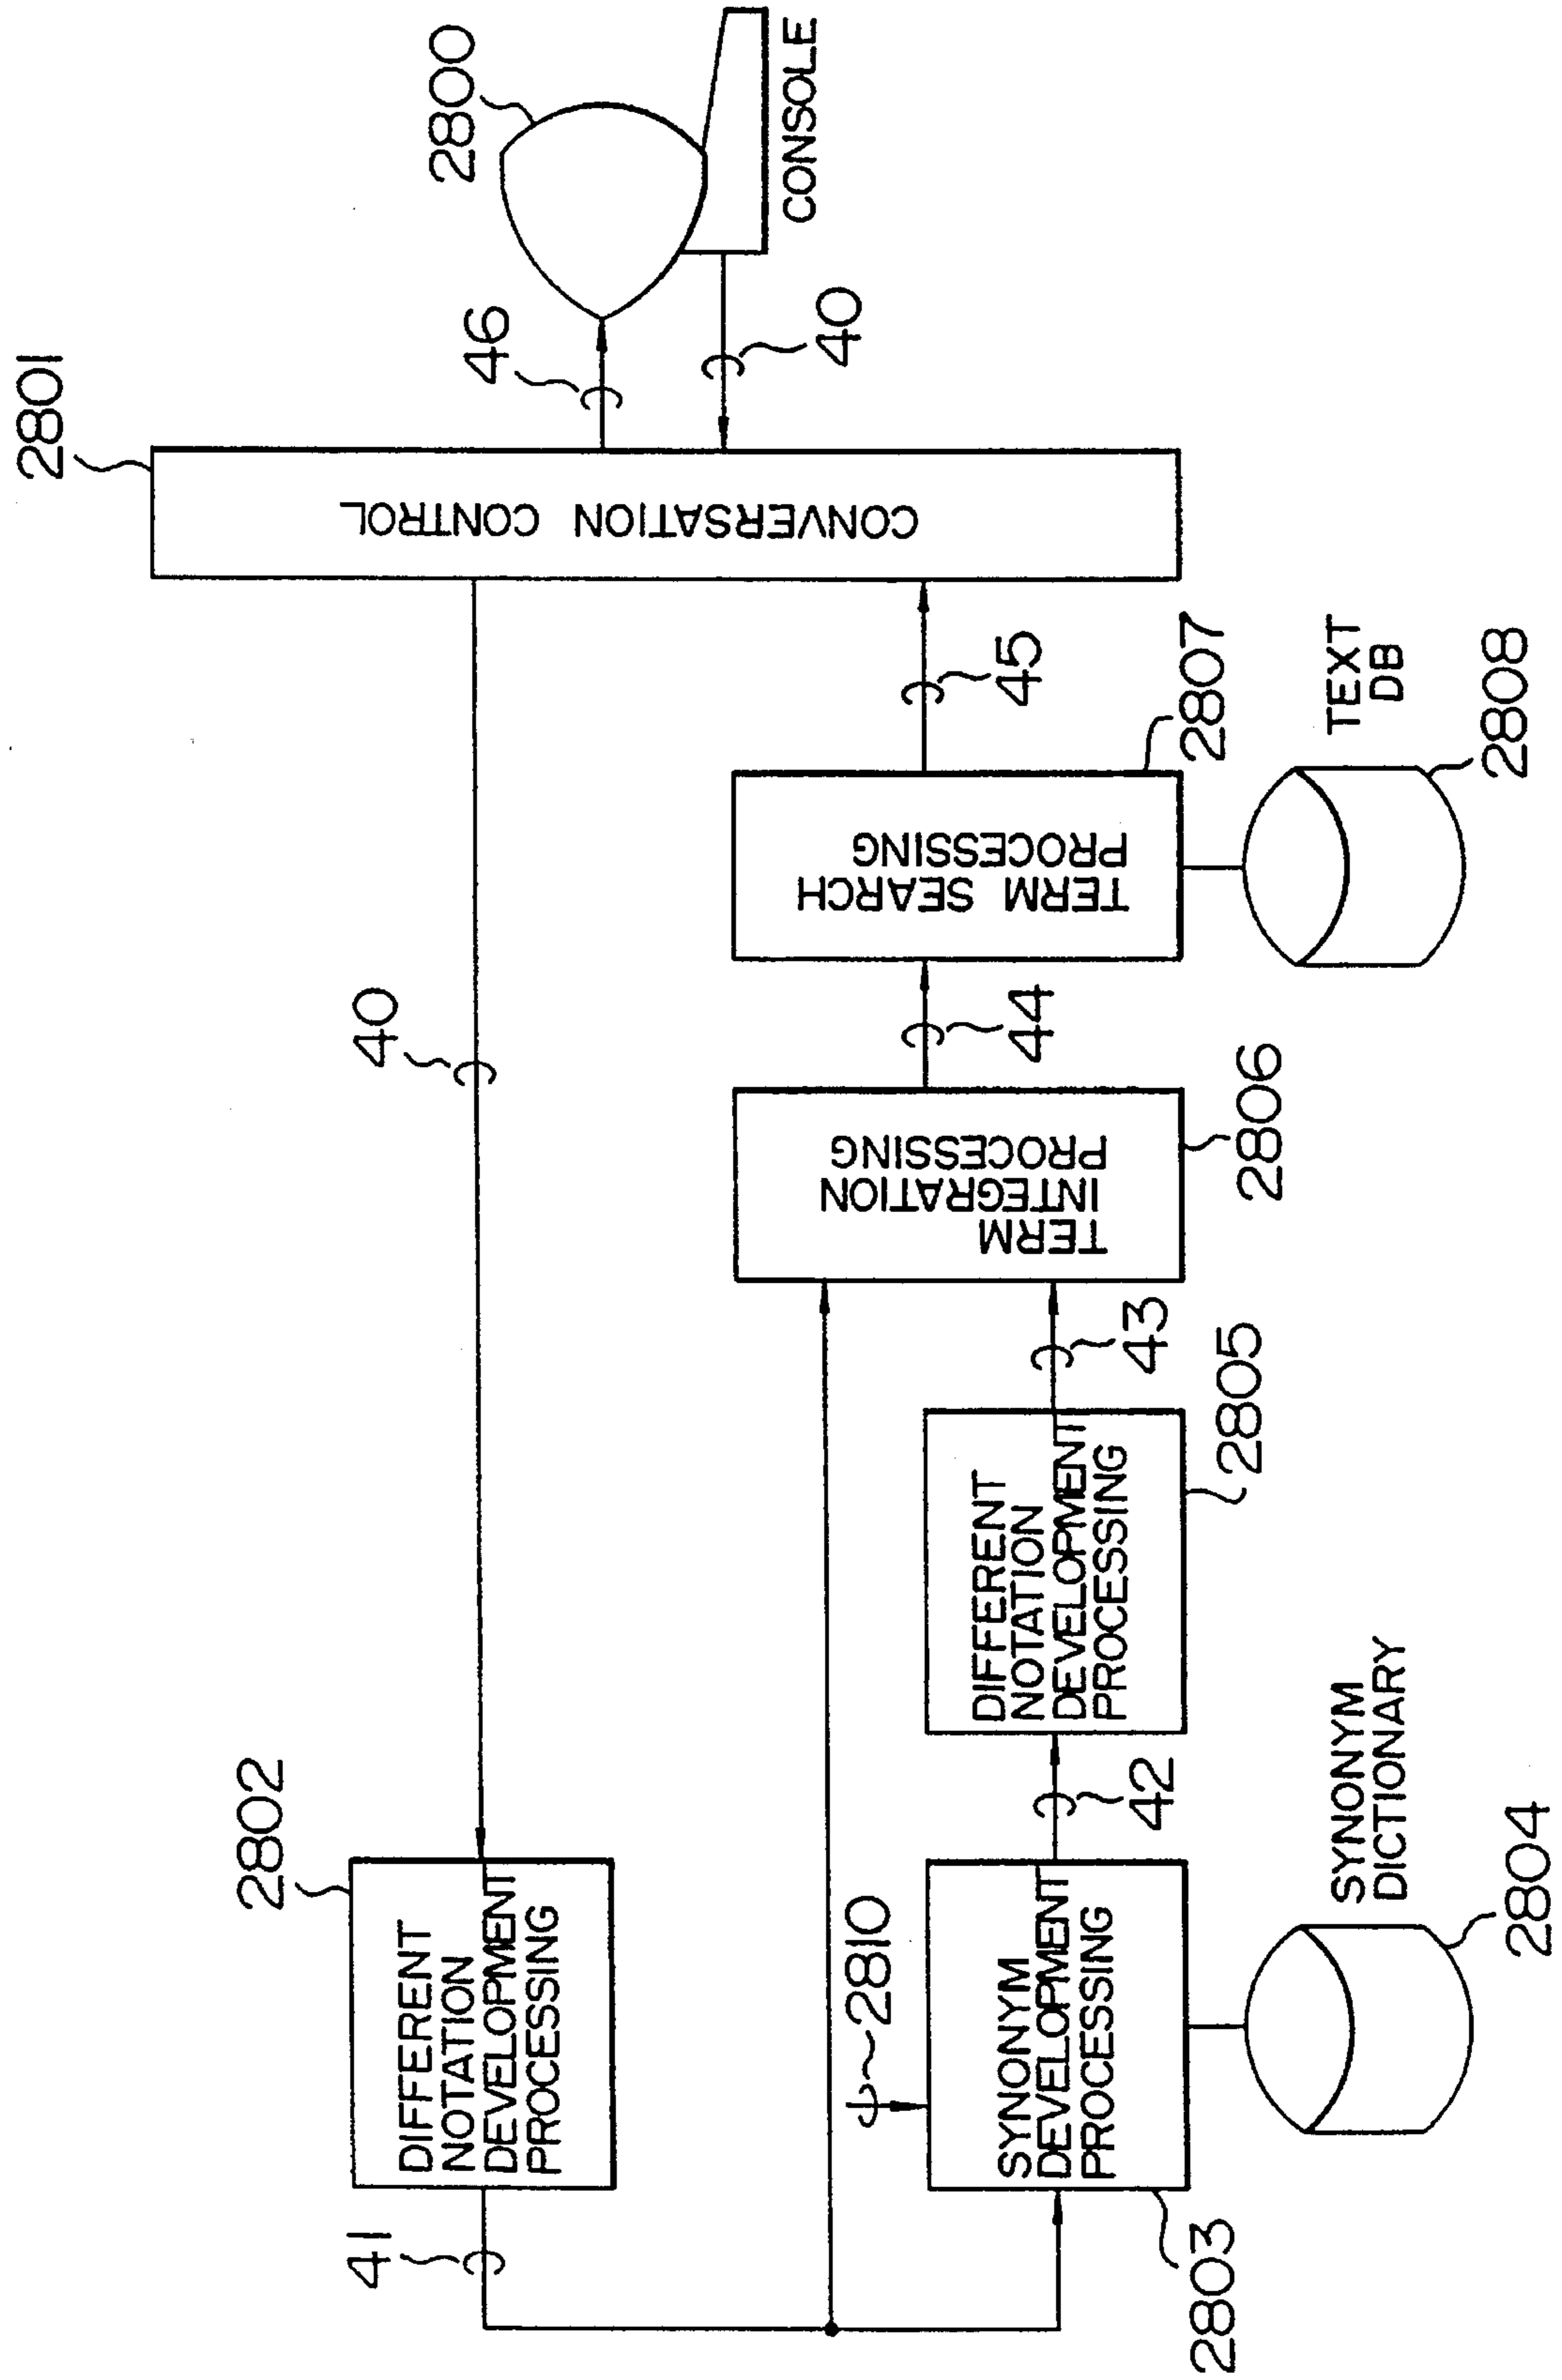 2801
2800
46
40
CONSOLE
CONVERSATION CONTROL
40
45
TERM SEARCH
PROCESSING
2807
TEXT
DB
2808
44
TERM
INTEGRATION
PROCESSING
2806
43
2802
DIFFERENT
NOTATION
DEVELOPMENT
PROCESSING
41
DIFFERENT
NOTATION
DEVELOPMENT
PROCESSING
2805
42
2810
SYNONYM
DEVELOPMENT
PROCESSING
2803
SYNONYM
DICTIONARY
2804